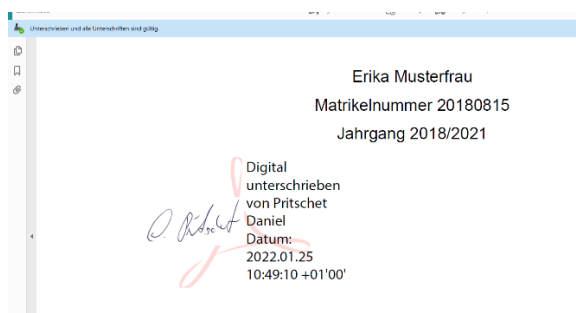 Unterschrieben und alle Unterschriften sind gültig.
Erika Musterfrau
Matrikelnummer 20180815
Jahrgang 2018/2021
Digital
unterschrieben
von Pritschet
Daniel
Datum:
2022.01.25
10:49:10 +01'00'
D. Pritschet